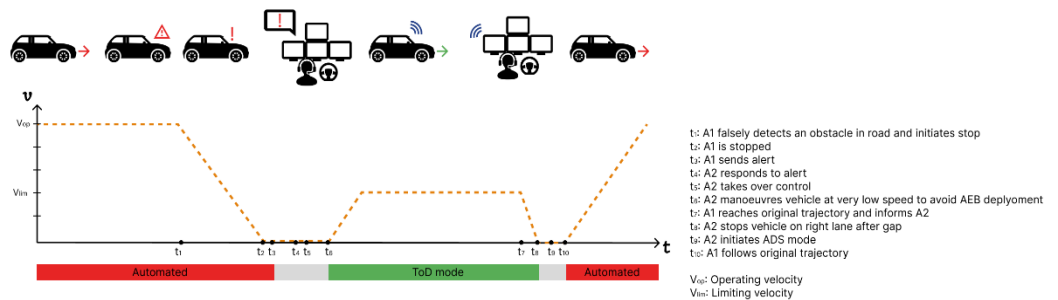 !
!
!
v
Vₒₚ
Vₗᵢₘ
t₁ t₂ t₃ t₄ t₅ t₆ t₇ t₈ t₉ t₁₀ t
Automated ToD mode Automated
t₁: A1 falsely detects an obstacle in road and initiates stop
t₂: A1 is stopped
t₃: A1 sends alert
t₄: A2 responds to alert
t₅: A2 takes over control
t₆: A2 manoeuvres vehicle at very low speed to avoid AEB deplyoment
t₇: A1 reaches original trajectory and informs A2
t₈: A2 stops vehicle on right lane after gap
t₉: A2 initiates ADS mode
t₁₀: A1 follows original trajectory
Vₒₚ: Operating velocity
Vₗᵢₘ: Limiting velocity